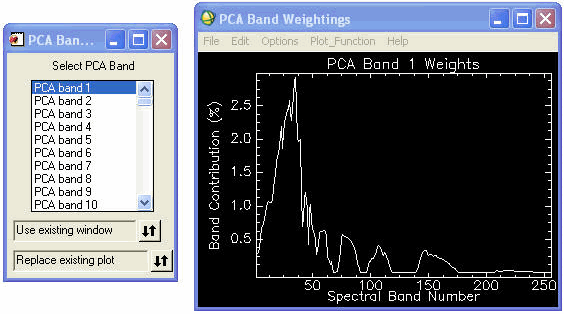 PCA Ban...
Select PCA Band
PCA band 1
PCA band 2
PCA band 3
PCA band 4
PCA band 5
PCA band 6
PCA band 7
PCA band 8
PCA band 9
PCA band 10
Use existing window
Replace existing plot
PCA Band Weightings
File Edit Options Plot_Function Help
PCA Band 1 Weights
Band Contribution (%)
2.5
2.0
1.5
1.0
0.5
50 100 150 200 250
Spectral Band Number